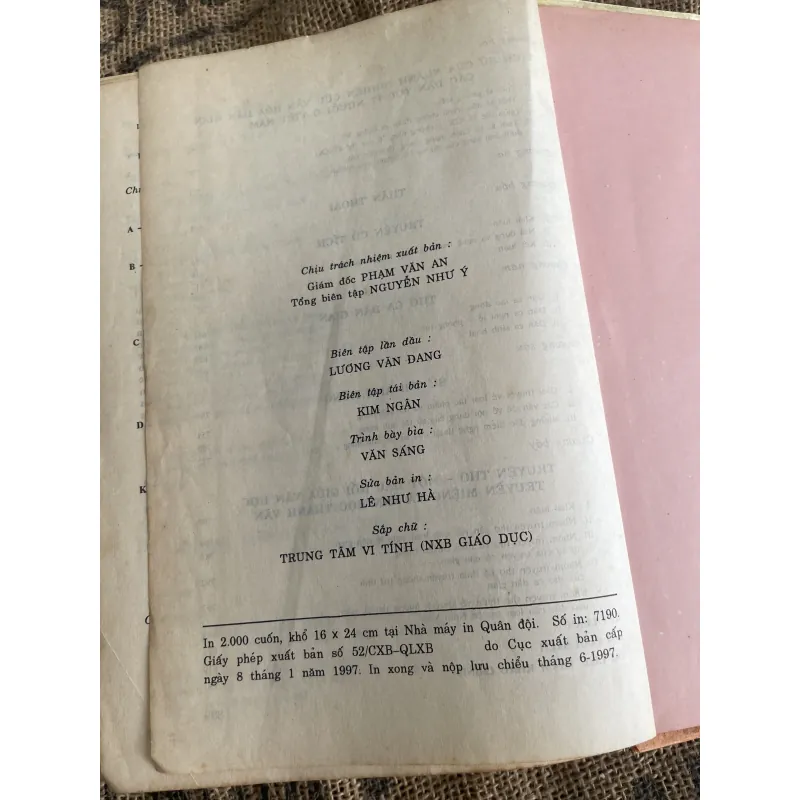 Chịu trách nhiệm xuất bản :
Giám đốc PHẠM VĂN AN
Tổng biên tập NGUYỄN NHƯ Ý
Biên tập lần đầu :
LƯƠNG VĂN ĐANG
Biên tập tái bản :
KIM NGÂN
Trình bày bìa :
VĂN SÁNG
Sửa bản in :
LÊ NHƯ HÀ
Sắp chữ :
TRUNG TÂM VI TÍNH (NXB GIÁO DỤC)
In 2.000 cuốn, khổ 16 x 24 cm tại Nhà máy in Quân đội. Số in: 7190.
Giấy phép xuất bản số 52/CXB-QLXB do Cục xuất bản cấp
ngày 8 tháng 1 năm 1997. In xong và nộp lưu chiểu tháng 6-1997.
A -
B -
C
D
K